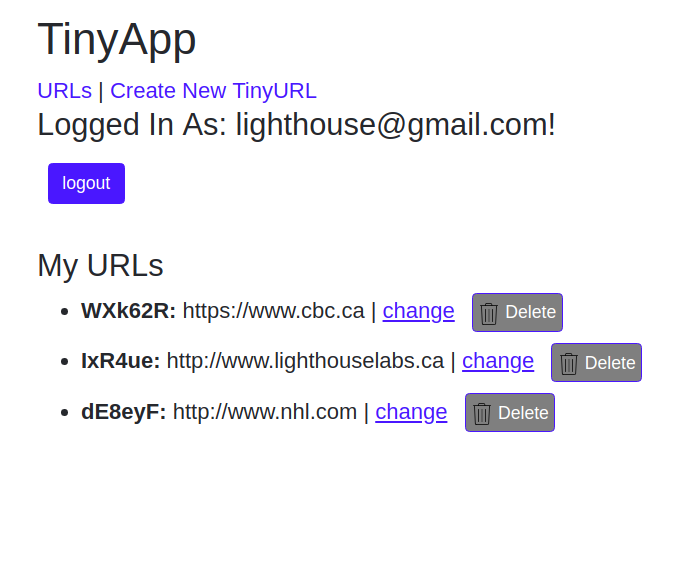 TinyApp
URLs | Create New TinyURL
Logged In As: lighthouse@gmail.com!
logout
My URLs
WXk62R: https://www.cbc.ca | change Delete
IxR4ue: http://www.lighthouselabs.ca | change Delete
dE8eyF: http://www.nhl.com | change Delete